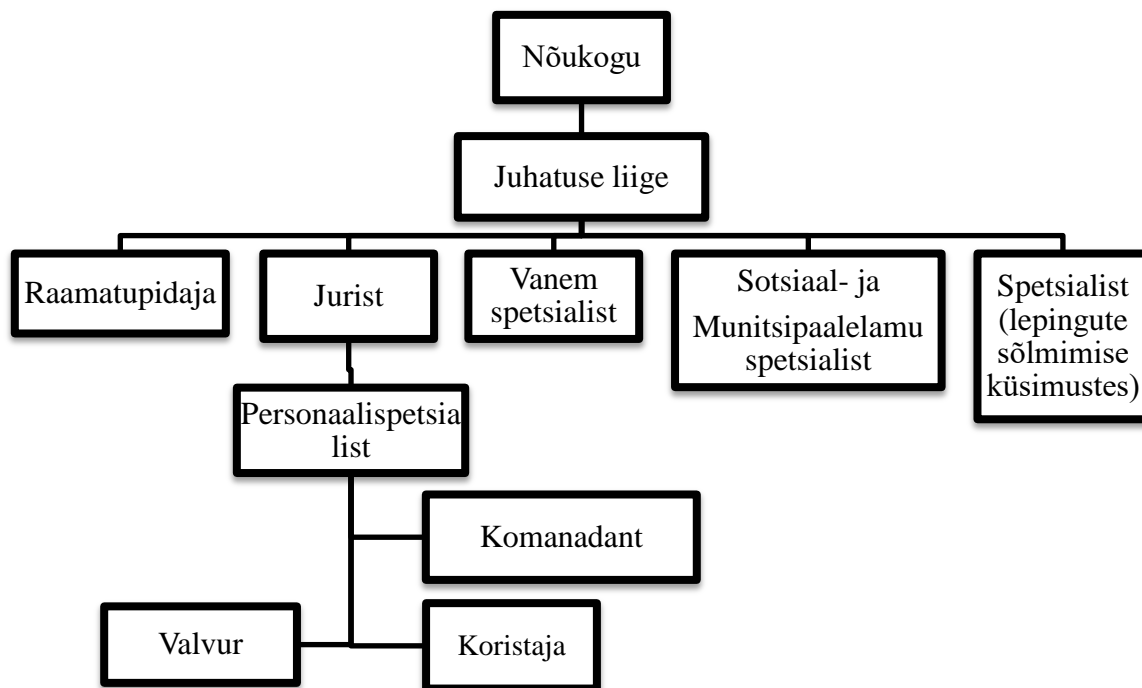 Nõukogu
Juhatuse liige
Raamatupidaja
Jurist
Vanem
spetsialist
Sotsiaal- ja
Munitsipaalelamu
spetsialist
Spetsialist
(lepingute
sõlmimise
küsimustes)
Personaalispetsia
list
Komanadant
Valvur
Koristaja